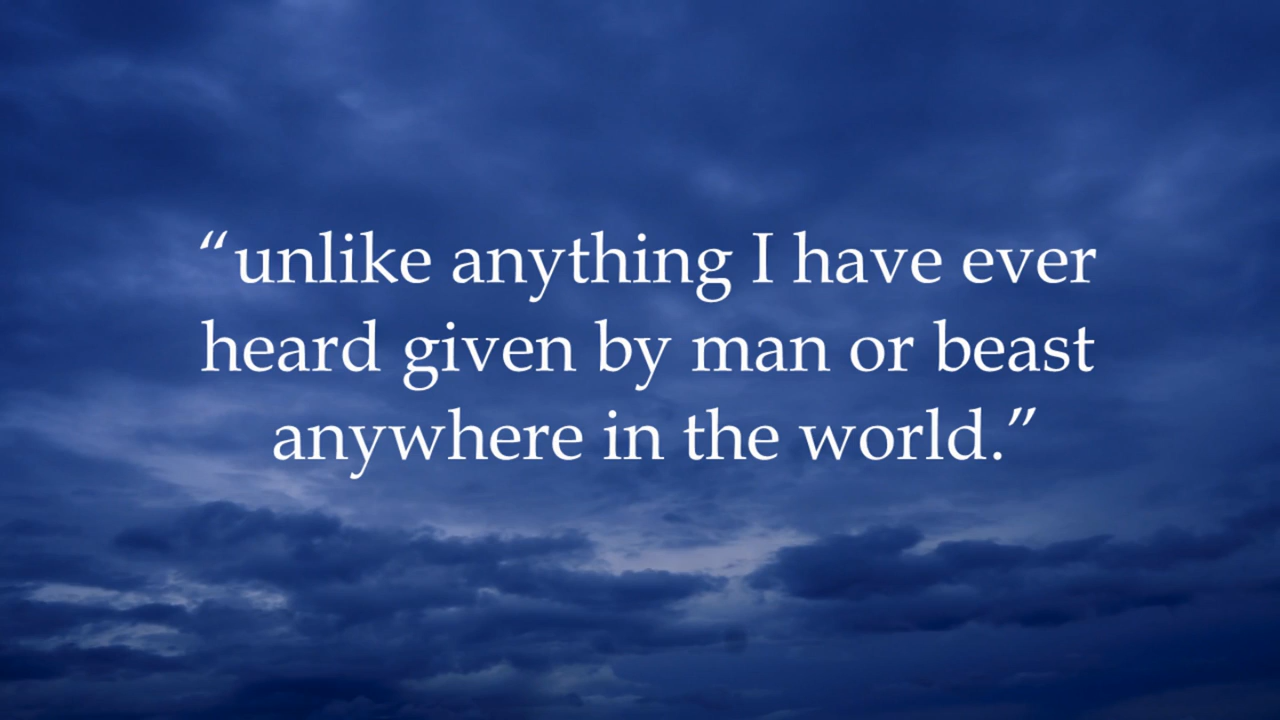 “unlike anything I have ever
heard given by man or beast
anywhere in the world.”